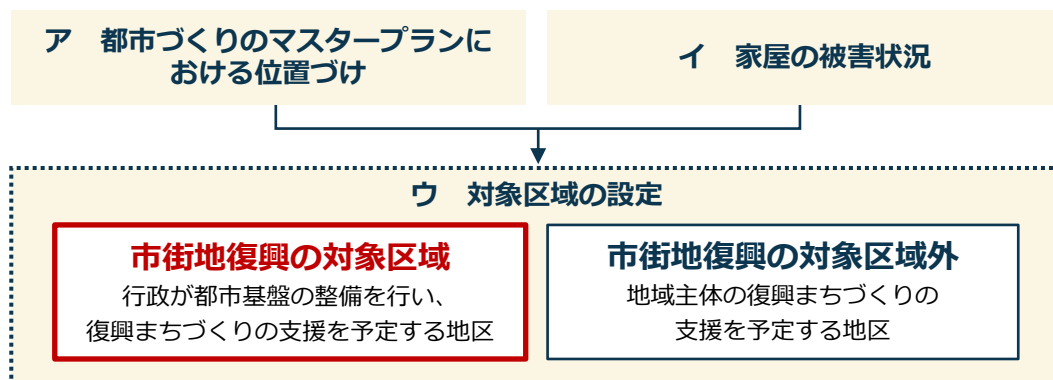 ア　都市づくりのマスタープランに
おける位置づけ
イ　家屋の被害状況
ウ　対象区域の設定
市街地復興の対象区域
行政が都市基盤の整備を行い、
復興まちづくりの支援を予定する地区
市街地復興の対象区域外
地域主体の復興まちづくりの
支援を予定する地区